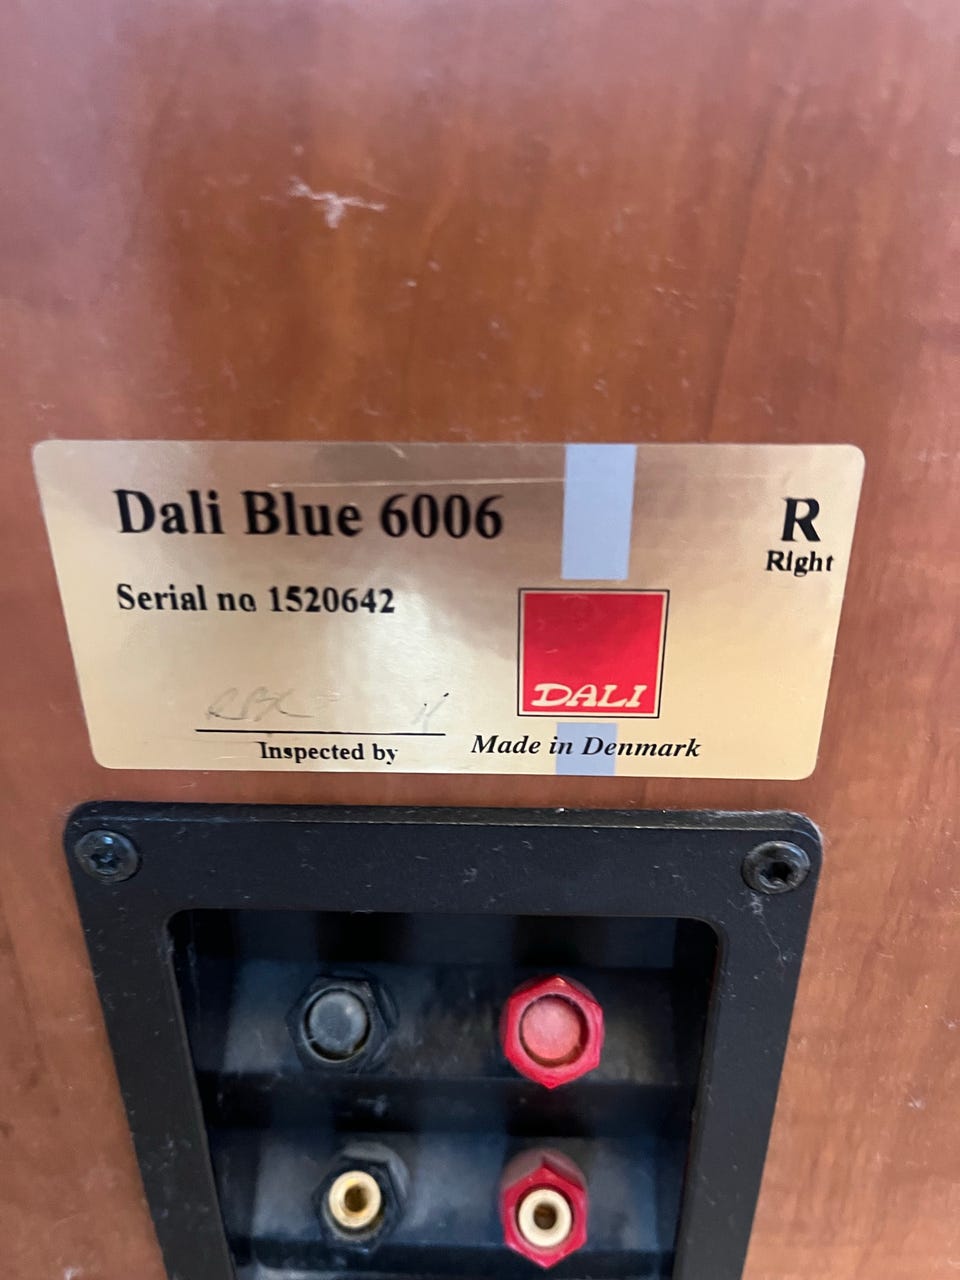 Dali Blue 6006
R
Right
Serial no 1520642
DALI
Inspected by
Made in Denmark